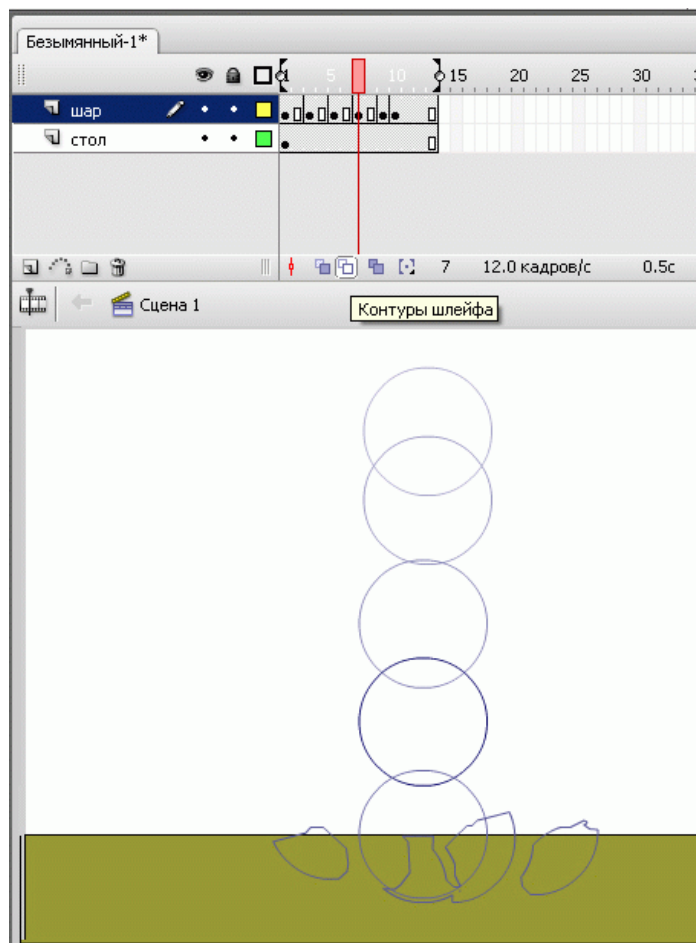 Безымянный-1*
1 5 10 15 20 25 30
шар
стол
7 12.0 кадров/с 0.5с
Сцена 1
Контуры шлейфа